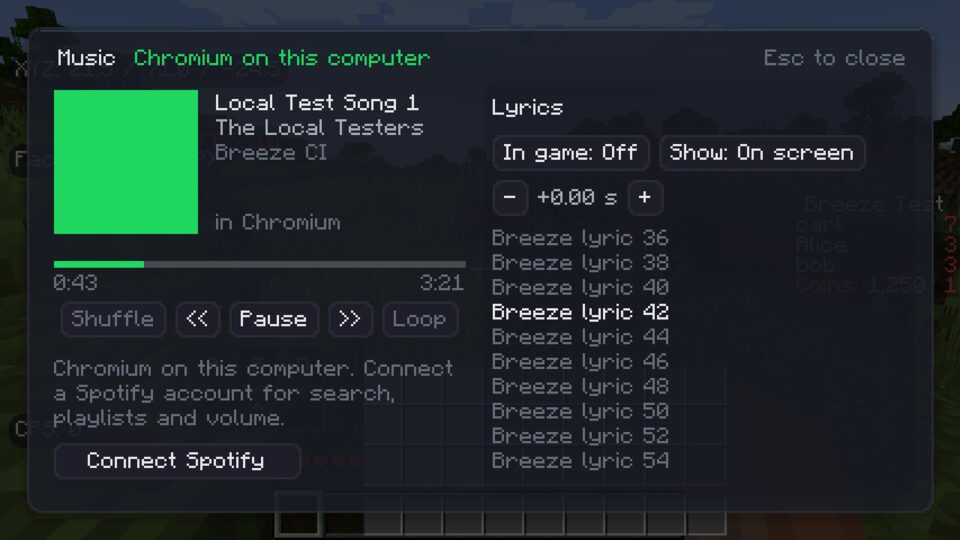 Music Chromium on this computer
Esc to close
Local Test Song 1
The Local Testers
Breeze CI
in Chromium
0:43
3:21
Shuffle
<<
Pause
>>
Loop
Chromium on this computer. Connect
a Spotify account for search,
playlists and volume.
Connect Spotify
Lyrics
In game: Off
Show: On screen
-
+0.00 s
+
Breeze lyric 36
Breeze lyric 38
Breeze lyric 40
Breeze lyric 42
Breeze lyric 44
Breeze lyric 46
Breeze lyric 48
Breeze lyric 50
Breeze lyric 52
Breeze lyric 54
Breeze Test
carl 7
Alice 3
bob 3
Coins: 1,250 1